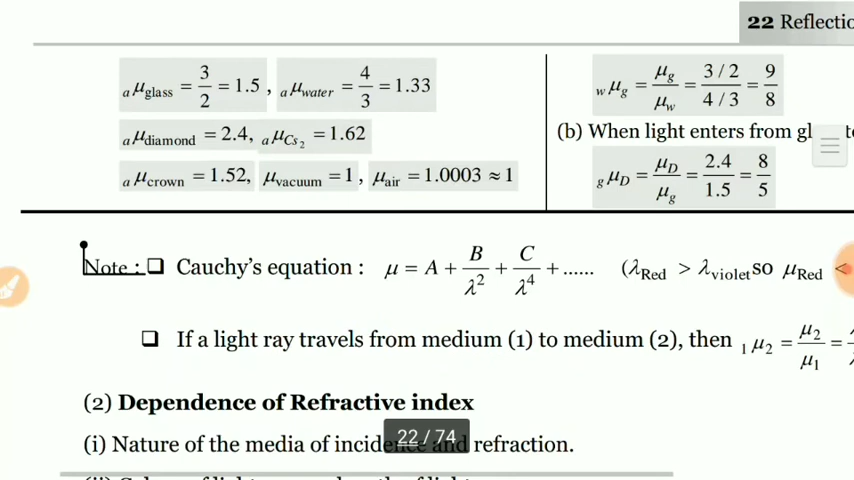 22 Reflectio
aμglass = 3/2 = 1.5 , aμwater = 4/3 = 1.33
aμdiamond = 2.4, aμCs2 = 1.62
aμcrown = 1.52, μvacuum = 1 , μair = 1.0003 ≈ 1
wμg = μg/μw = (3 / 2)/(4 / 3) = 9/8
(b) When light enters from gl
gμD = μD/μg = 2.4/1.5 = 8/5
Note : ❑ Cauchy's equation : μ = A + B/λ² + C/λ⁴ + ...... (λRed > λviolet so μRed <
❑ If a light ray travels from medium (1) to medium (2), then 1μ2 = μ2/μ1 =
(2) Dependence of Refractive index
(i) Nature of the media of incidence and refraction.
22 / 74